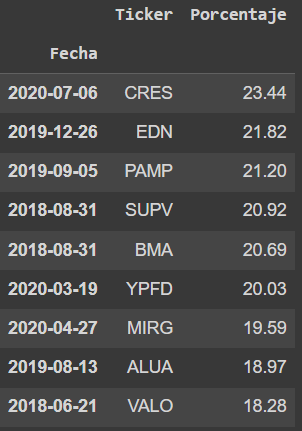 Ticker Porcentaje
Fecha
2020-07-06 CRES 23.44
2019-12-26 EDN 21.82
2019-09-05 PAMP 21.20
2018-08-31 SUPV 20.92
2018-08-31 BMA 20.69
2020-03-19 YPFD 20.03
2020-04-27 MIRG 19.59
2019-08-13 ALUA 18.97
2018-06-21 VALO 18.28